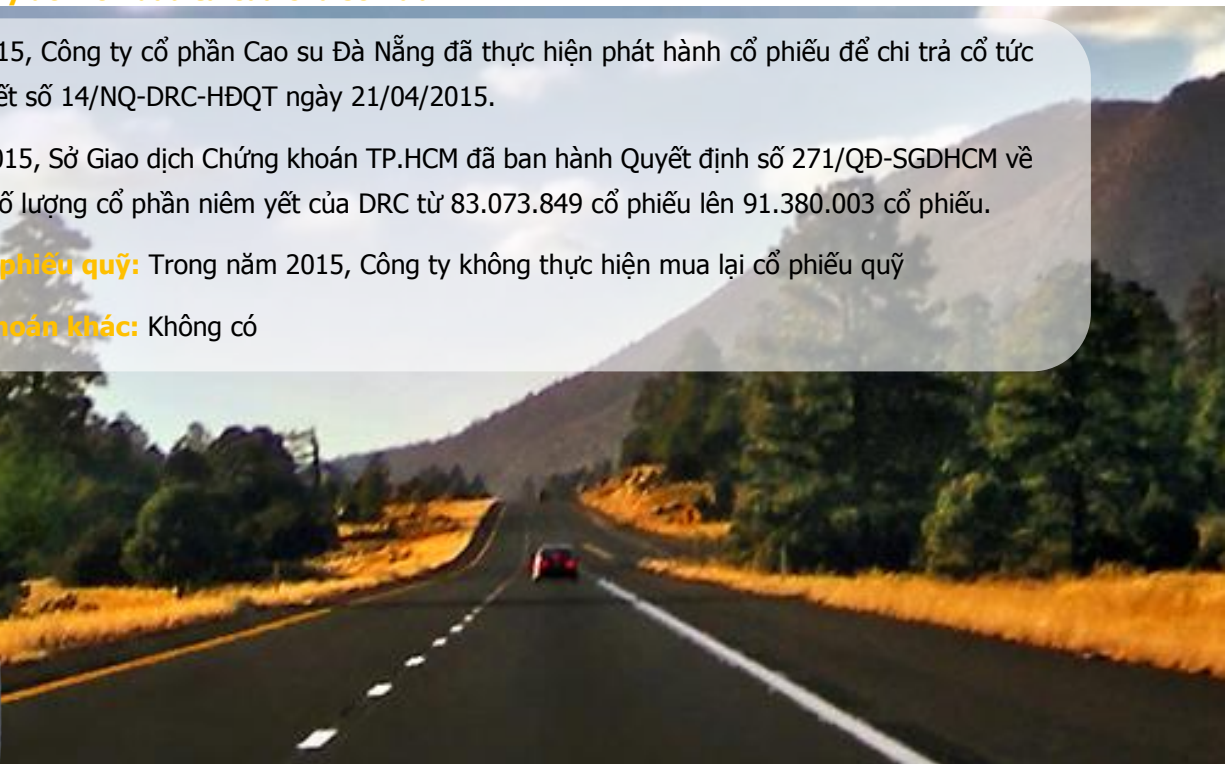 15, Công ty cổ phần Cao su Đà Nẵng đã thực hiện phát hành cổ phiếu để chi trả cổ tức
ết số 14/NQ-DRC-HĐQT ngày 21/04/2015.
015, Sở Giao dịch Chứng khoán TP.HCM đã ban hành Quyết định số 271/QĐ-SGDHCM về
ố lượng cổ phần niêm yết của DRC từ 83.073.849 cổ phiếu lên 91.380.003 cổ phiếu.
phiếu quỹ: Trong năm 2015, Công ty không thực hiện mua lại cổ phiếu quỹ
hoán khác: Không có